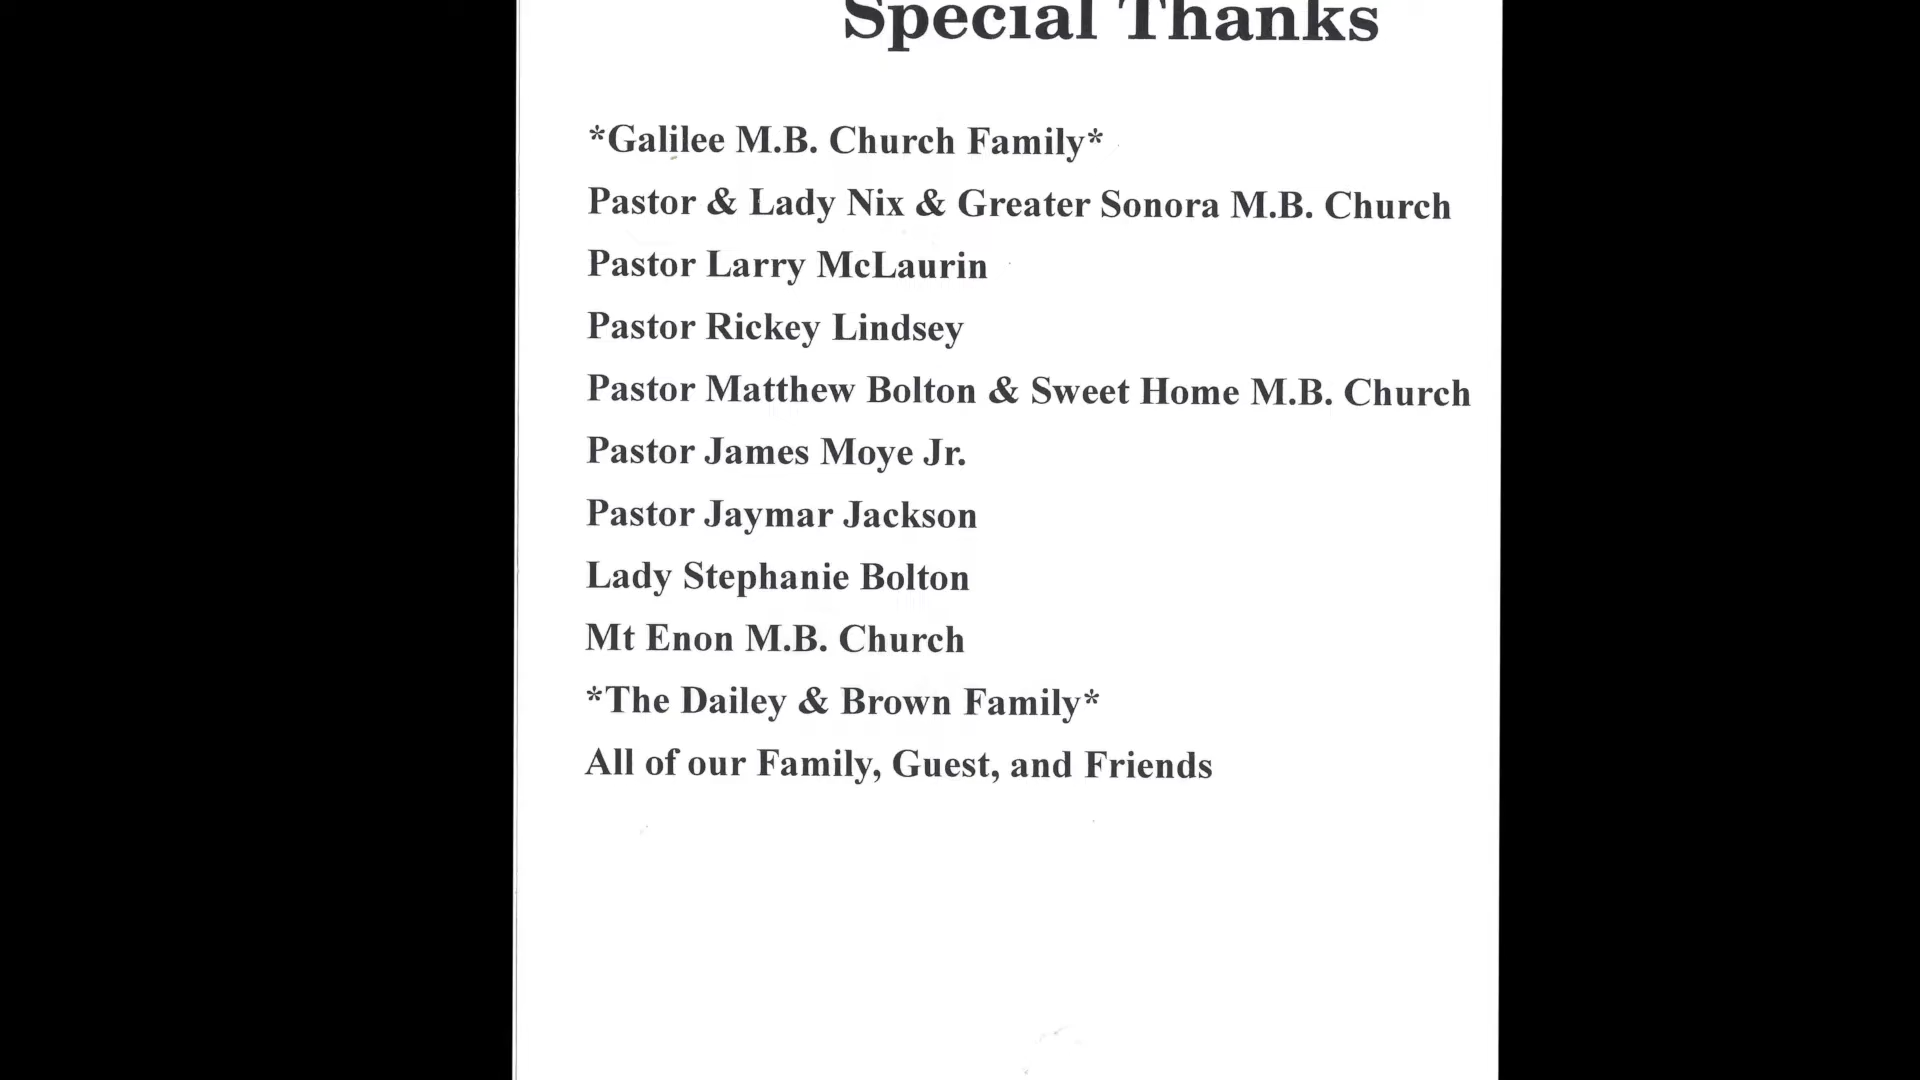 Special Thanks
*Galilee M.B. Church Family*
Pastor & Lady Nix & Greater Sonora M.B. Church
Pastor Larry McLaurin
Pastor Rickey Lindsey
Pastor Matthew Bolton & Sweet Home M.B. Church
Pastor James Moye Jr.
Pastor Jaymar Jackson
Lady Stephanie Bolton
Mt Enon M.B. Church
*The Dailey & Brown Family*
All of our Family, Guest, and Friends